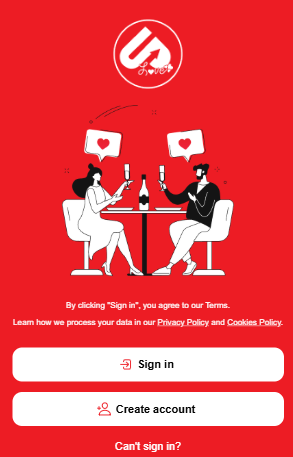 Love
By clicking "Sign in", you agree to our Terms.
Learn how we process your data in our Privacy Policy and Cookies Policy.
Sign in
Create account
Can't sign in?